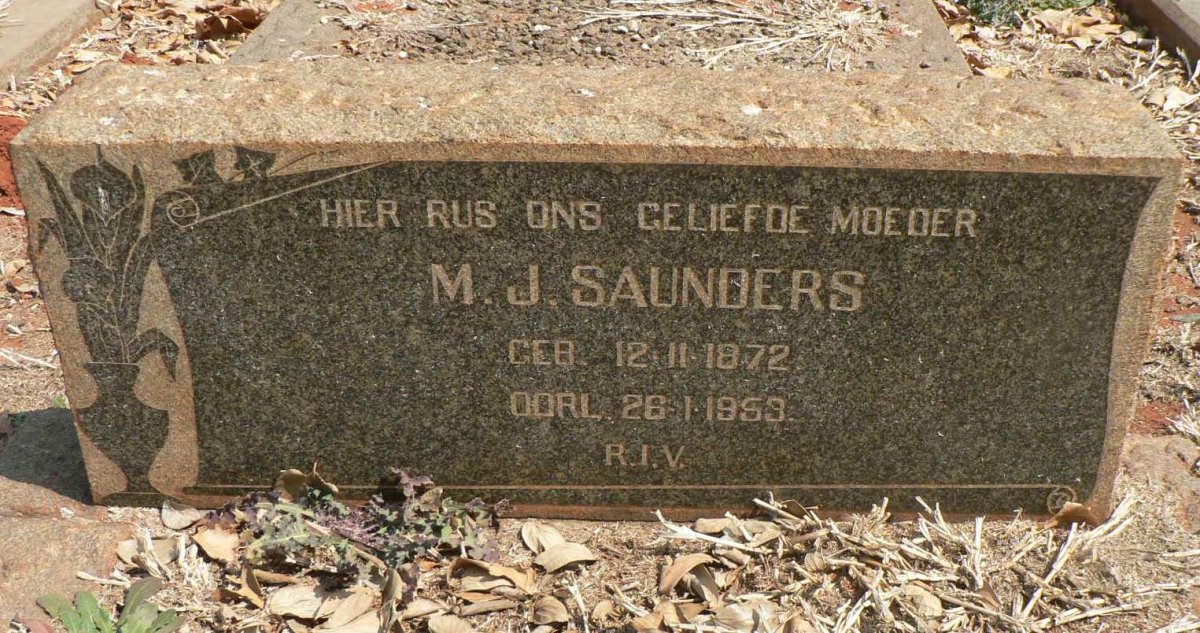 HIER RUS ONS GELIEFDE MOEDER
M. J. SAUNDERS
GEB. 12-11-1872
OORL. 26-1-1953.
R.I.V.